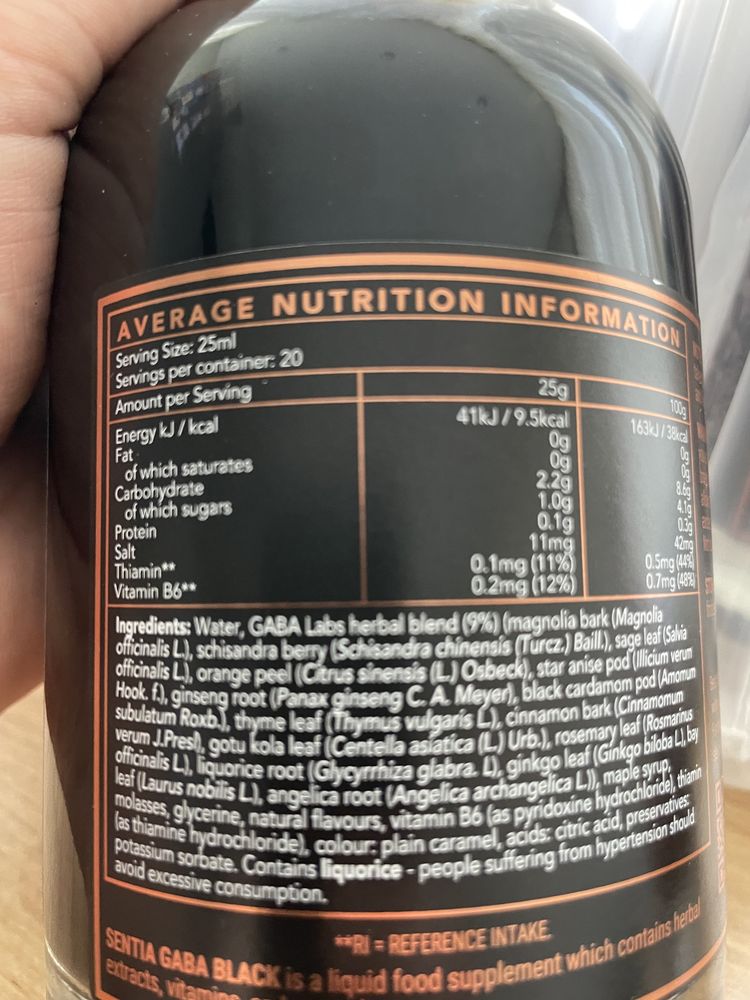 AVERAGE NUTRITION INFORMATION
Serving Size: 25ml
Servings per container: 20
Amount per Serving 25g 100g
Energy kJ / kcal 41kJ / 9.5kcal 163kJ / 38kcal
Fat 0g 0g
of which saturates 0g 0g
Carbohydrate 2.2g 8.6g
of which sugars 1.0g 4.1g
Protein 0.1g 0.3g
Salt 11mg 42mg
Thiamin** 0.1mg (11%) 0.5mg (44%)
Vitamin B6** 0.2mg (12%) 0.7mg (48%)
Ingredients: Water, GABA Labs herbal blend (9%) (magnolia bark (Magnolia
officinalis L.), schisandra berry (Schisandra chinensis (Turcz.) Baill.), sage leaf (Salvia
officinalis L.), orange peel (Citrus sinensis (L.) Osbeck), star anise pod (Illicium verum
Hook. f.), ginseng root (Panax ginseng C. A. Meyer), black cardamom pod (Amomum
subulatum Roxb.), thyme leaf (Thymus vulgaris L), cinnamon bark (Cinnamomum
verum J.Presl), gotu kola leaf (Centella asiatica (L.) Urb.), rosemary leaf (Rosmarinus
officinalis L.), liquorice root (Glycyrrhiza glabra. L), ginkgo leaf (Ginkgo biloba L), bay
leaf (Laurus nobilis L), angelica root (Angelica archangelica L)), maple syrup,
molasses, glycerine, natural flavours, vitamin B6 (as pyridoxine hydrochloride), thiamin
(as thiamine hydrochloride), colour: plain caramel, acids: citric acid, preservatives:
potassium sorbate. Contains liquorice - people suffering from hypertension should
avoid excessive consumption.
**RI = REFERENCE INTAKE.
SENTIA GABA BLACK is a liquid food supplement which contains herbal
extracts, vitamins